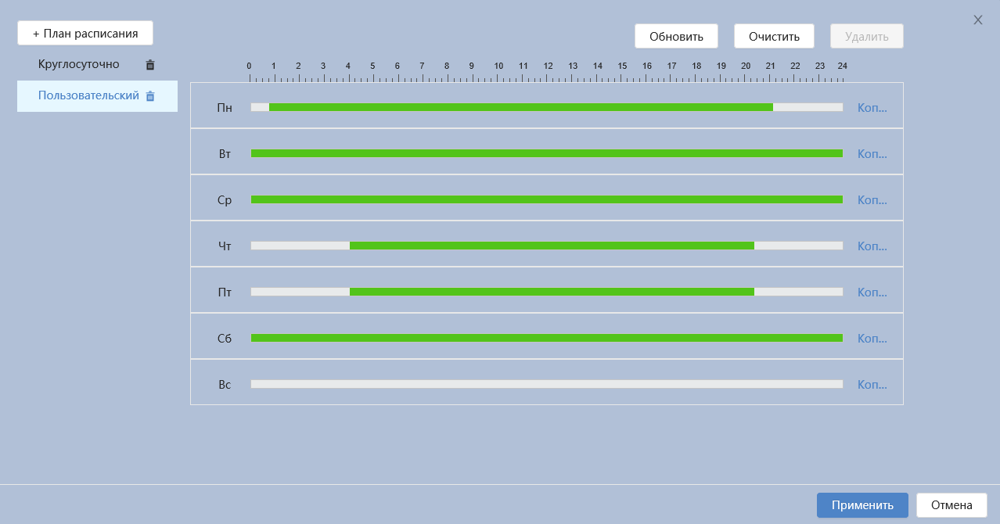 + План расписания
Обновить Очистить Удалить
Круглосуточно
Пользовательский
0 1 2 3 4 5 6 7 8 9 10 11 12 13 14 15 16 17 18 19 20 21 22 23 24
Пн Коп...
Вт Коп...
Ср Коп...
Чт Коп...
Пт Коп...
Сб Коп...
Вс Коп...
Применить Отмена